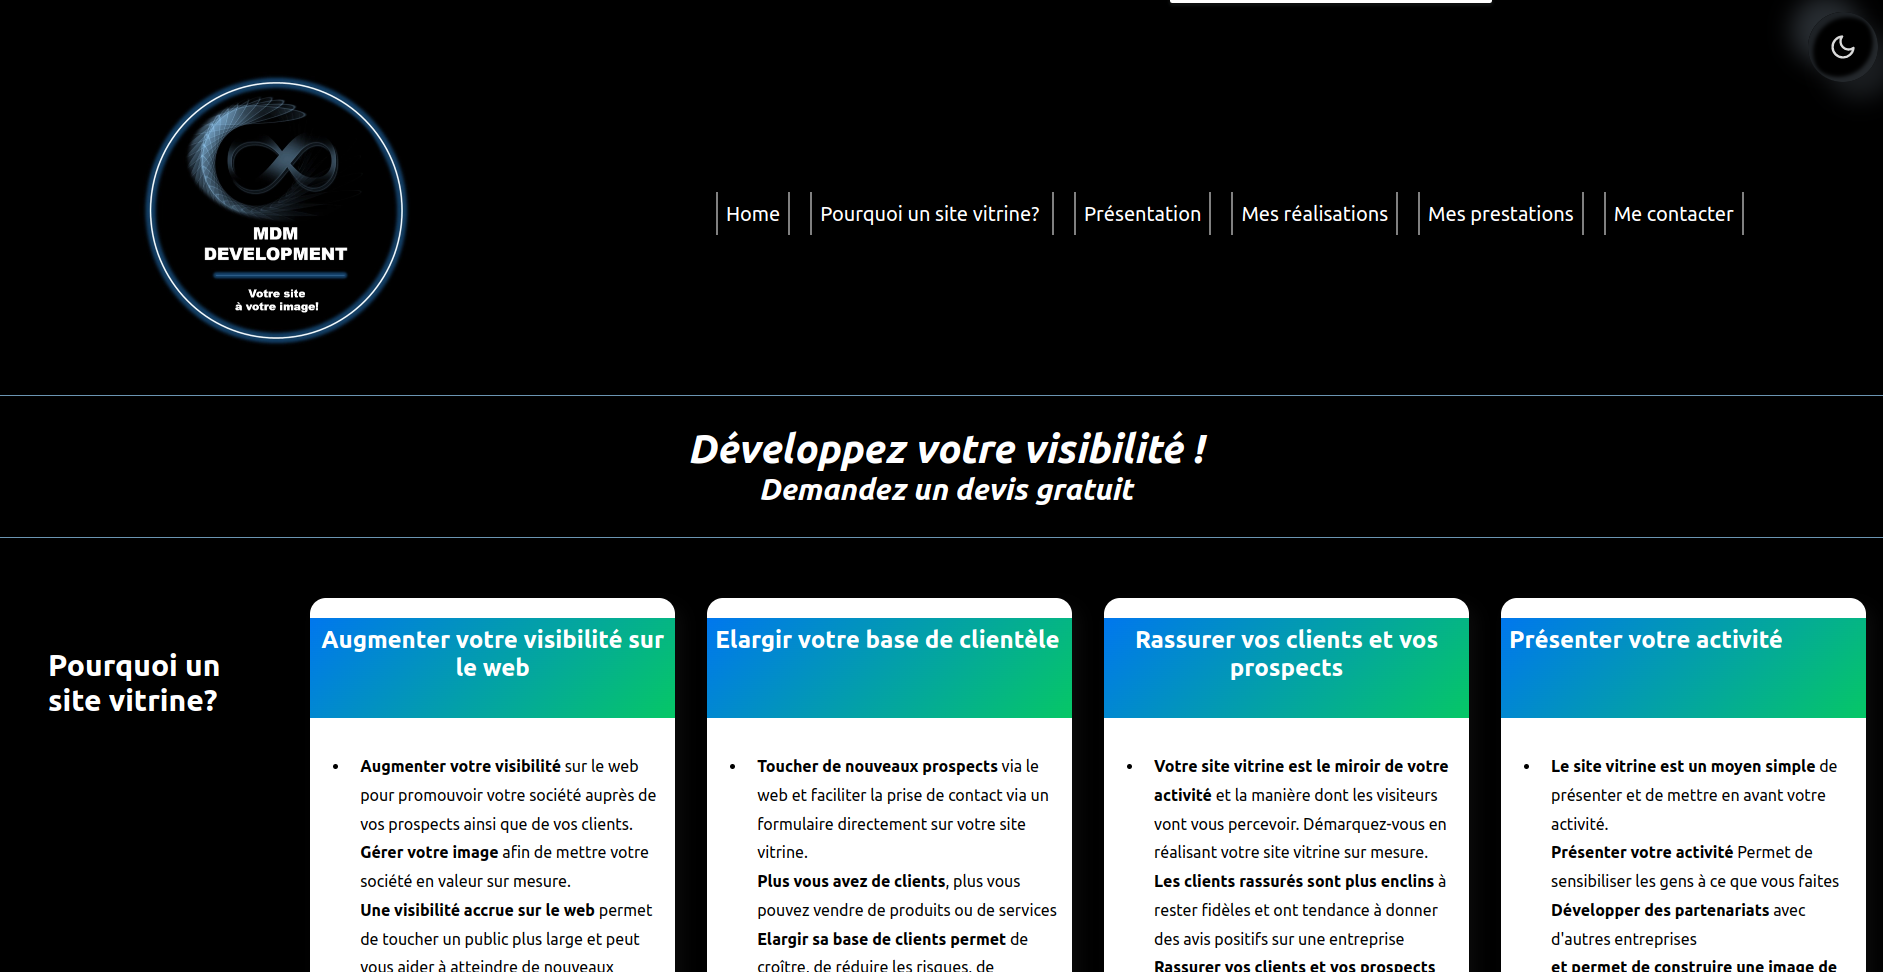 MDM
DEVELOPMENT
Votre site
à votre image!
Home
Pourquoi un site vitrine?
Présentation
Mes réalisations
Mes prestations
Me contacter
Développez votre visibilité !
Demandez un devis gratuit
Pourquoi un
site vitrine?
Augmenter votre visibilité sur
le web
Augmenter votre visibilité sur le web
pour promouvoir votre société auprès de
vos prospects ainsi que de vos clients.
Gérer votre image afin de mettre votre
société en valeur sur mesure.
Une visibilité accrue sur le web permet
de toucher un public plus large et peut
vous aider à atteindre de nouveaux
Elargir votre base de clientèle
Toucher de nouveaux prospects via le
web et faciliter la prise de contact via un
formulaire directement sur votre site
vitrine.
Plus vous avez de clients, plus vous
pouvez vendre de produits ou de services
Elargir sa base de clients permet de
croître, de réduire les risques, de
Rassurer vos clients et vos
prospects
Votre site vitrine est le miroir de votre
activité et la manière dont les visiteurs
vont vous percevoir. Démarquez-vous en
réalisant votre site vitrine sur mesure.
Les clients rassurés sont plus enclins à
rester fidèles et ont tendance à donner
des avis positifs sur une entreprise
Rassurer vos clients et vos prospects
Présenter votre activité
Le site vitrine est un moyen simple de
présenter et de mettre en avant votre
activité.
Présenter votre activité Permet de
sensibiliser les gens à ce que vous faites
Développer des partenariats avec
d'autres entreprises
et permet de construire une image de